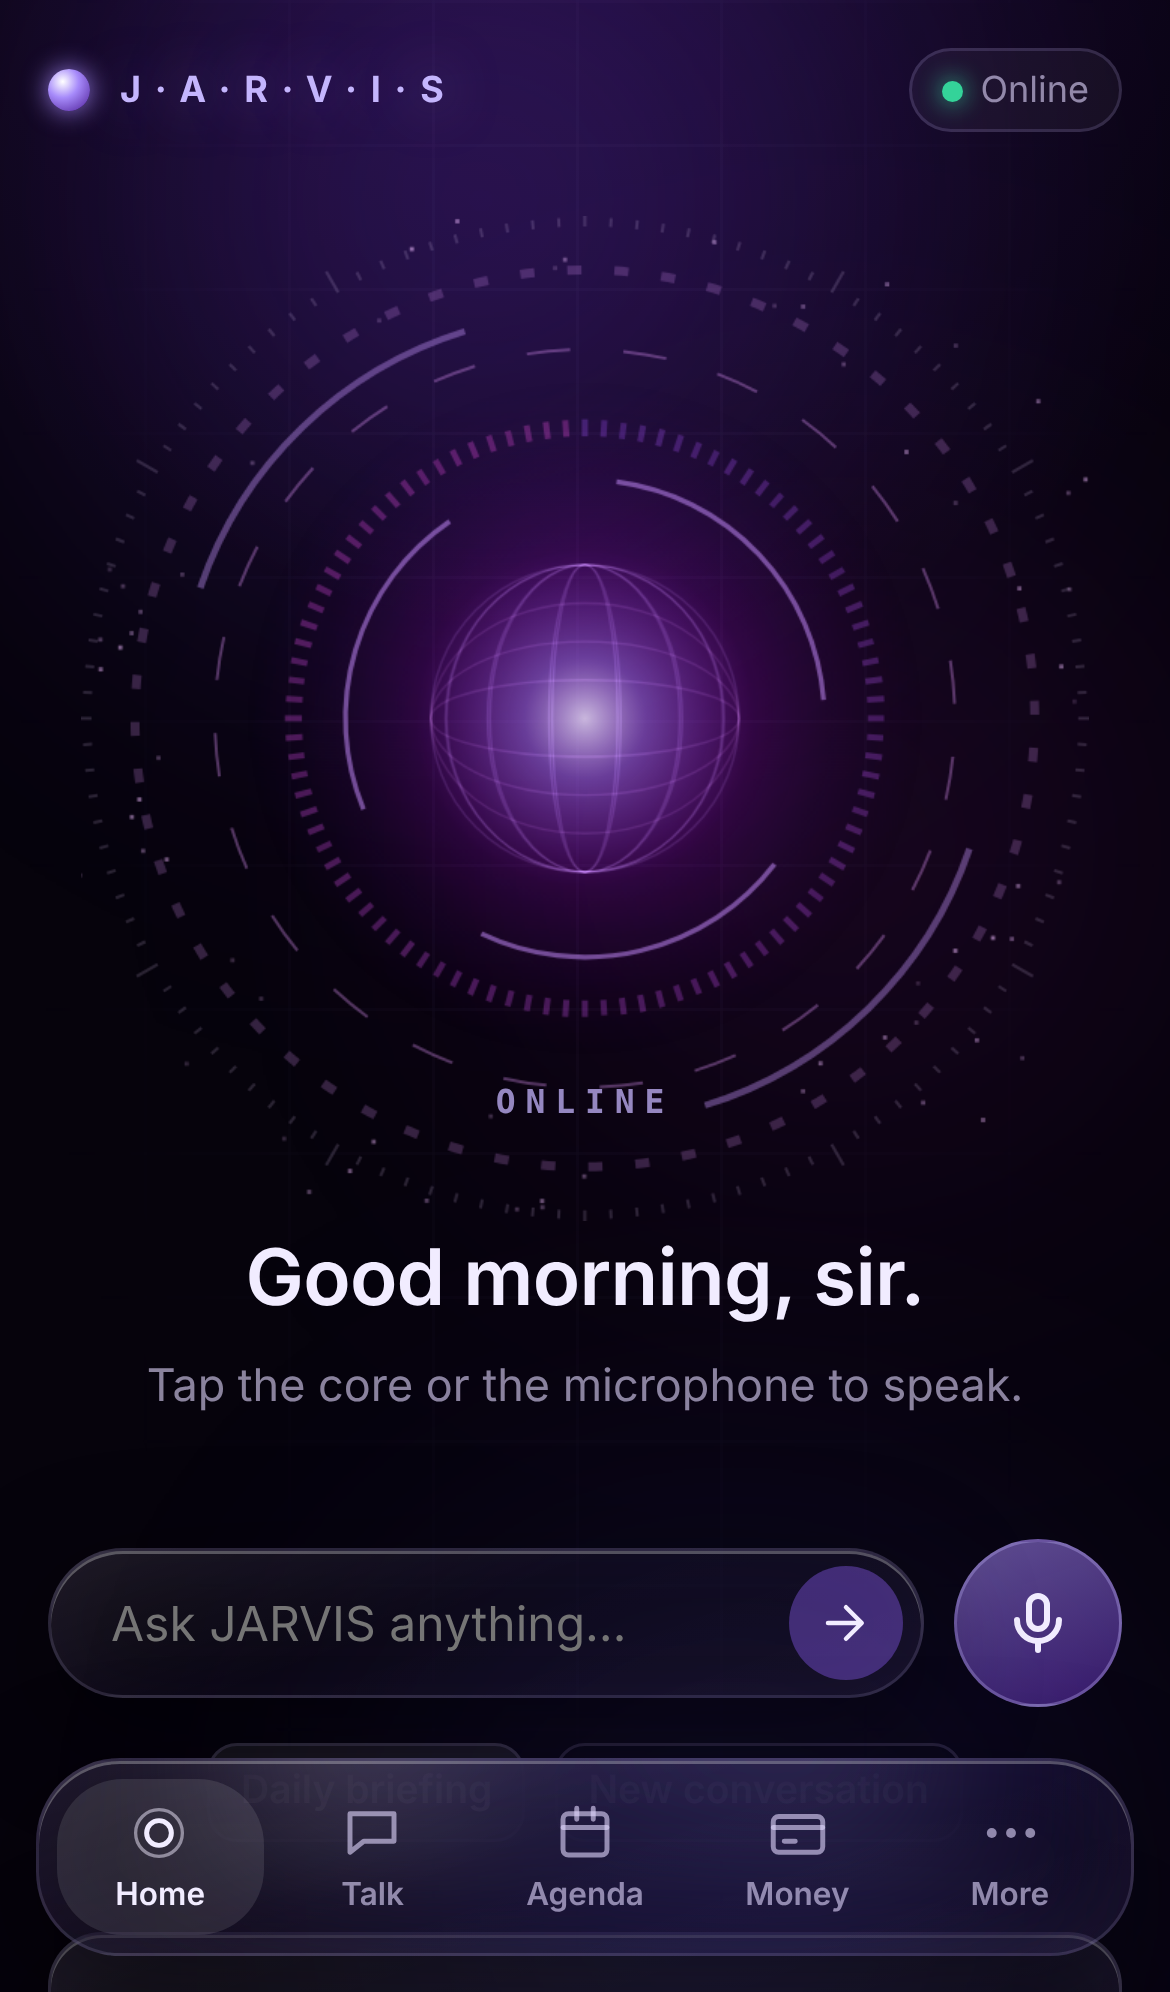 J·A·R·V·I·S
Online
ONLINE
Good morning, sir.
Tap the core or the microphone to speak.
Ask JARVIS anything...
Daily briefing New conversation
Home Talk Agenda Money More